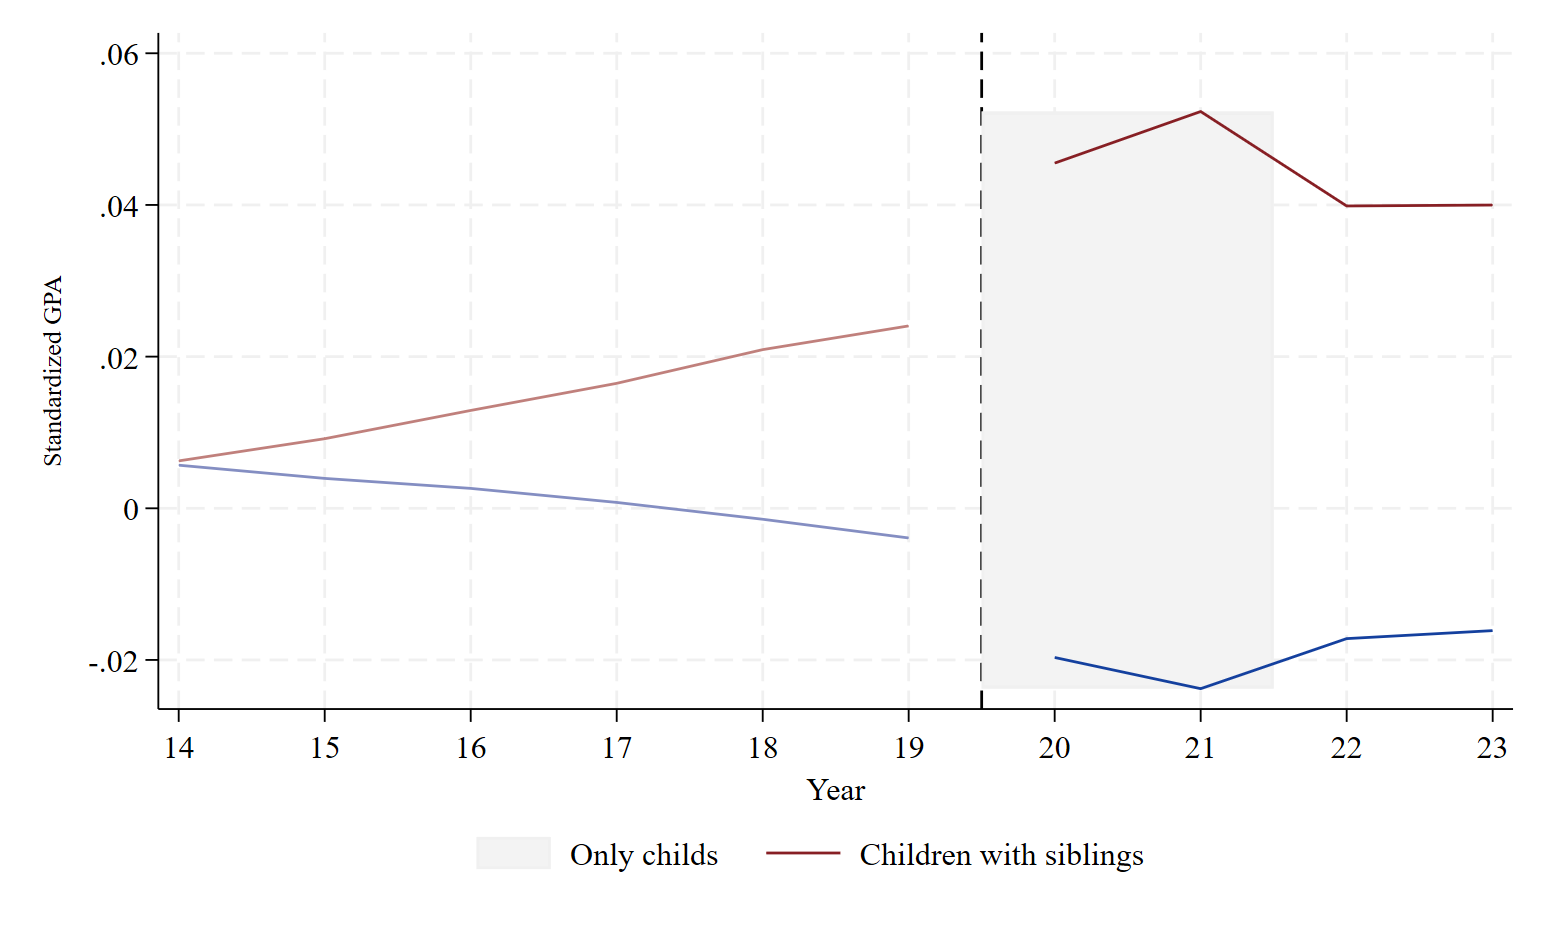 .06
.04
.02
0
-.02
Standardized GPA
14 15 16 17 18 19 20 21 22 23
Year
Only childs Children with siblings